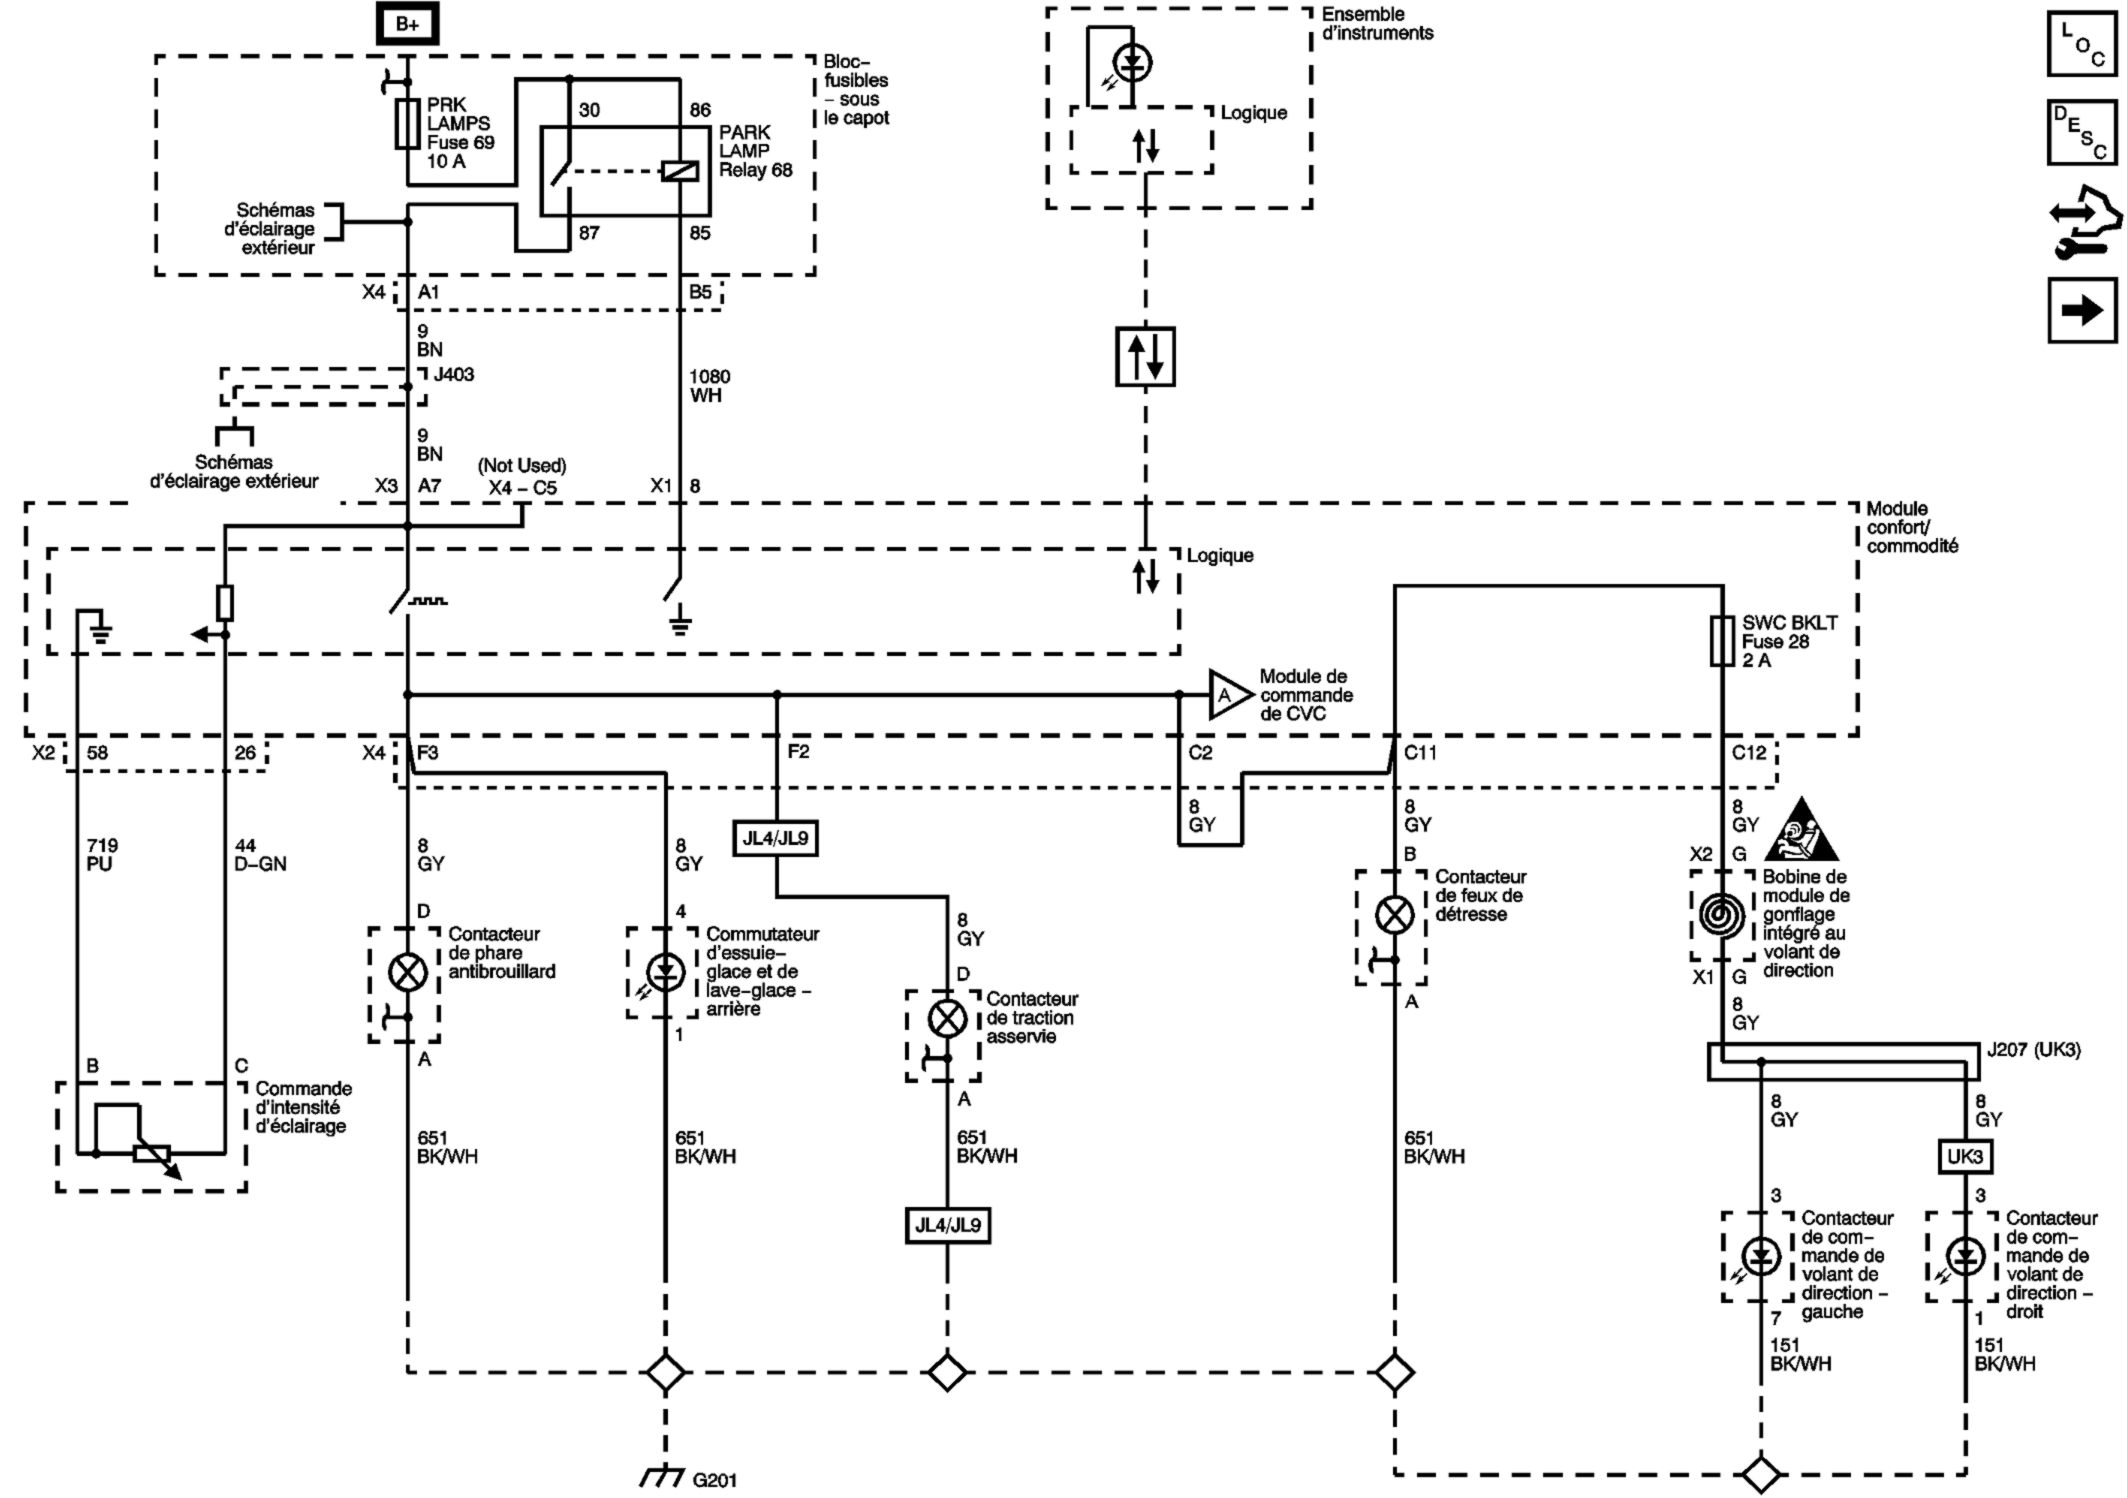 B+
Bloc-
fusibles
- sous
le capot
PRK
LAMPS
Fuse 69
10 A
30
86
PARK
LAMP
Relay 68
87
85
Schémas
d'éclairage
extérieur
X4
A1
B5
9
BN
J403
1080
WH
9
BN
Schémas
d'éclairage extérieur
(Not Used)
X4 – C5
X3
A7
X1
8
Ensemble
d'instruments
Logique
LOC
DESC
Module
confort/
commodité
Logique
SWC BKLT
Fuse 28
2 A
A
Module de
commande
de CVC
X2
58
26
X4
F3
F2
C2
C11
C12
719
PU
44
D–GN
8
GY
8
GY
JL4/JL9
8
GY
8
GY
8
GY
8
GY
D
Contacteur
de phare
antibrouillard
A
4
Commutateur
d'essuie–
glace et de
lave–glace –
arrière
1
D
Contacteur
de traction
asservie
A
B
Contacteur
de feux de
détresse
A
X2
G
Bobine de
module de
gonflage
intégré au
volant de
direction
X1
G
8
GY
J207 (UK3)
8
GY
8
GY
UK3
B
C
Commande
d'intensité
d'éclairage
651
BK/WH
651
BK/WH
651
BK/WH
651
BK/WH
JL4/JL9
3
Contacteur
de com–
mande de
volant de
direction –
gauche
7
151
BK/WH
3
Contacteur
de com–
mande de
volant de
direction –
droit
1
151
BK/WH
G201